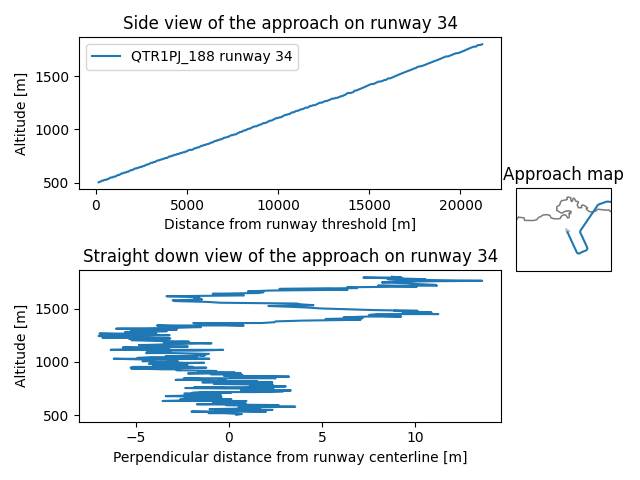 Side view of the approach on runway 34
QTR1PJ_188 runway 34
Altitude [m]
1500
1000
500
0
5000
10000
15000
20000
Distance from runway threshold [m]
Approach map
Straight down view of the approach on runway 34
Altitude [m]
1500
1000
500
−5
0
5
10
Perpendicular distance from runway centerline [m]